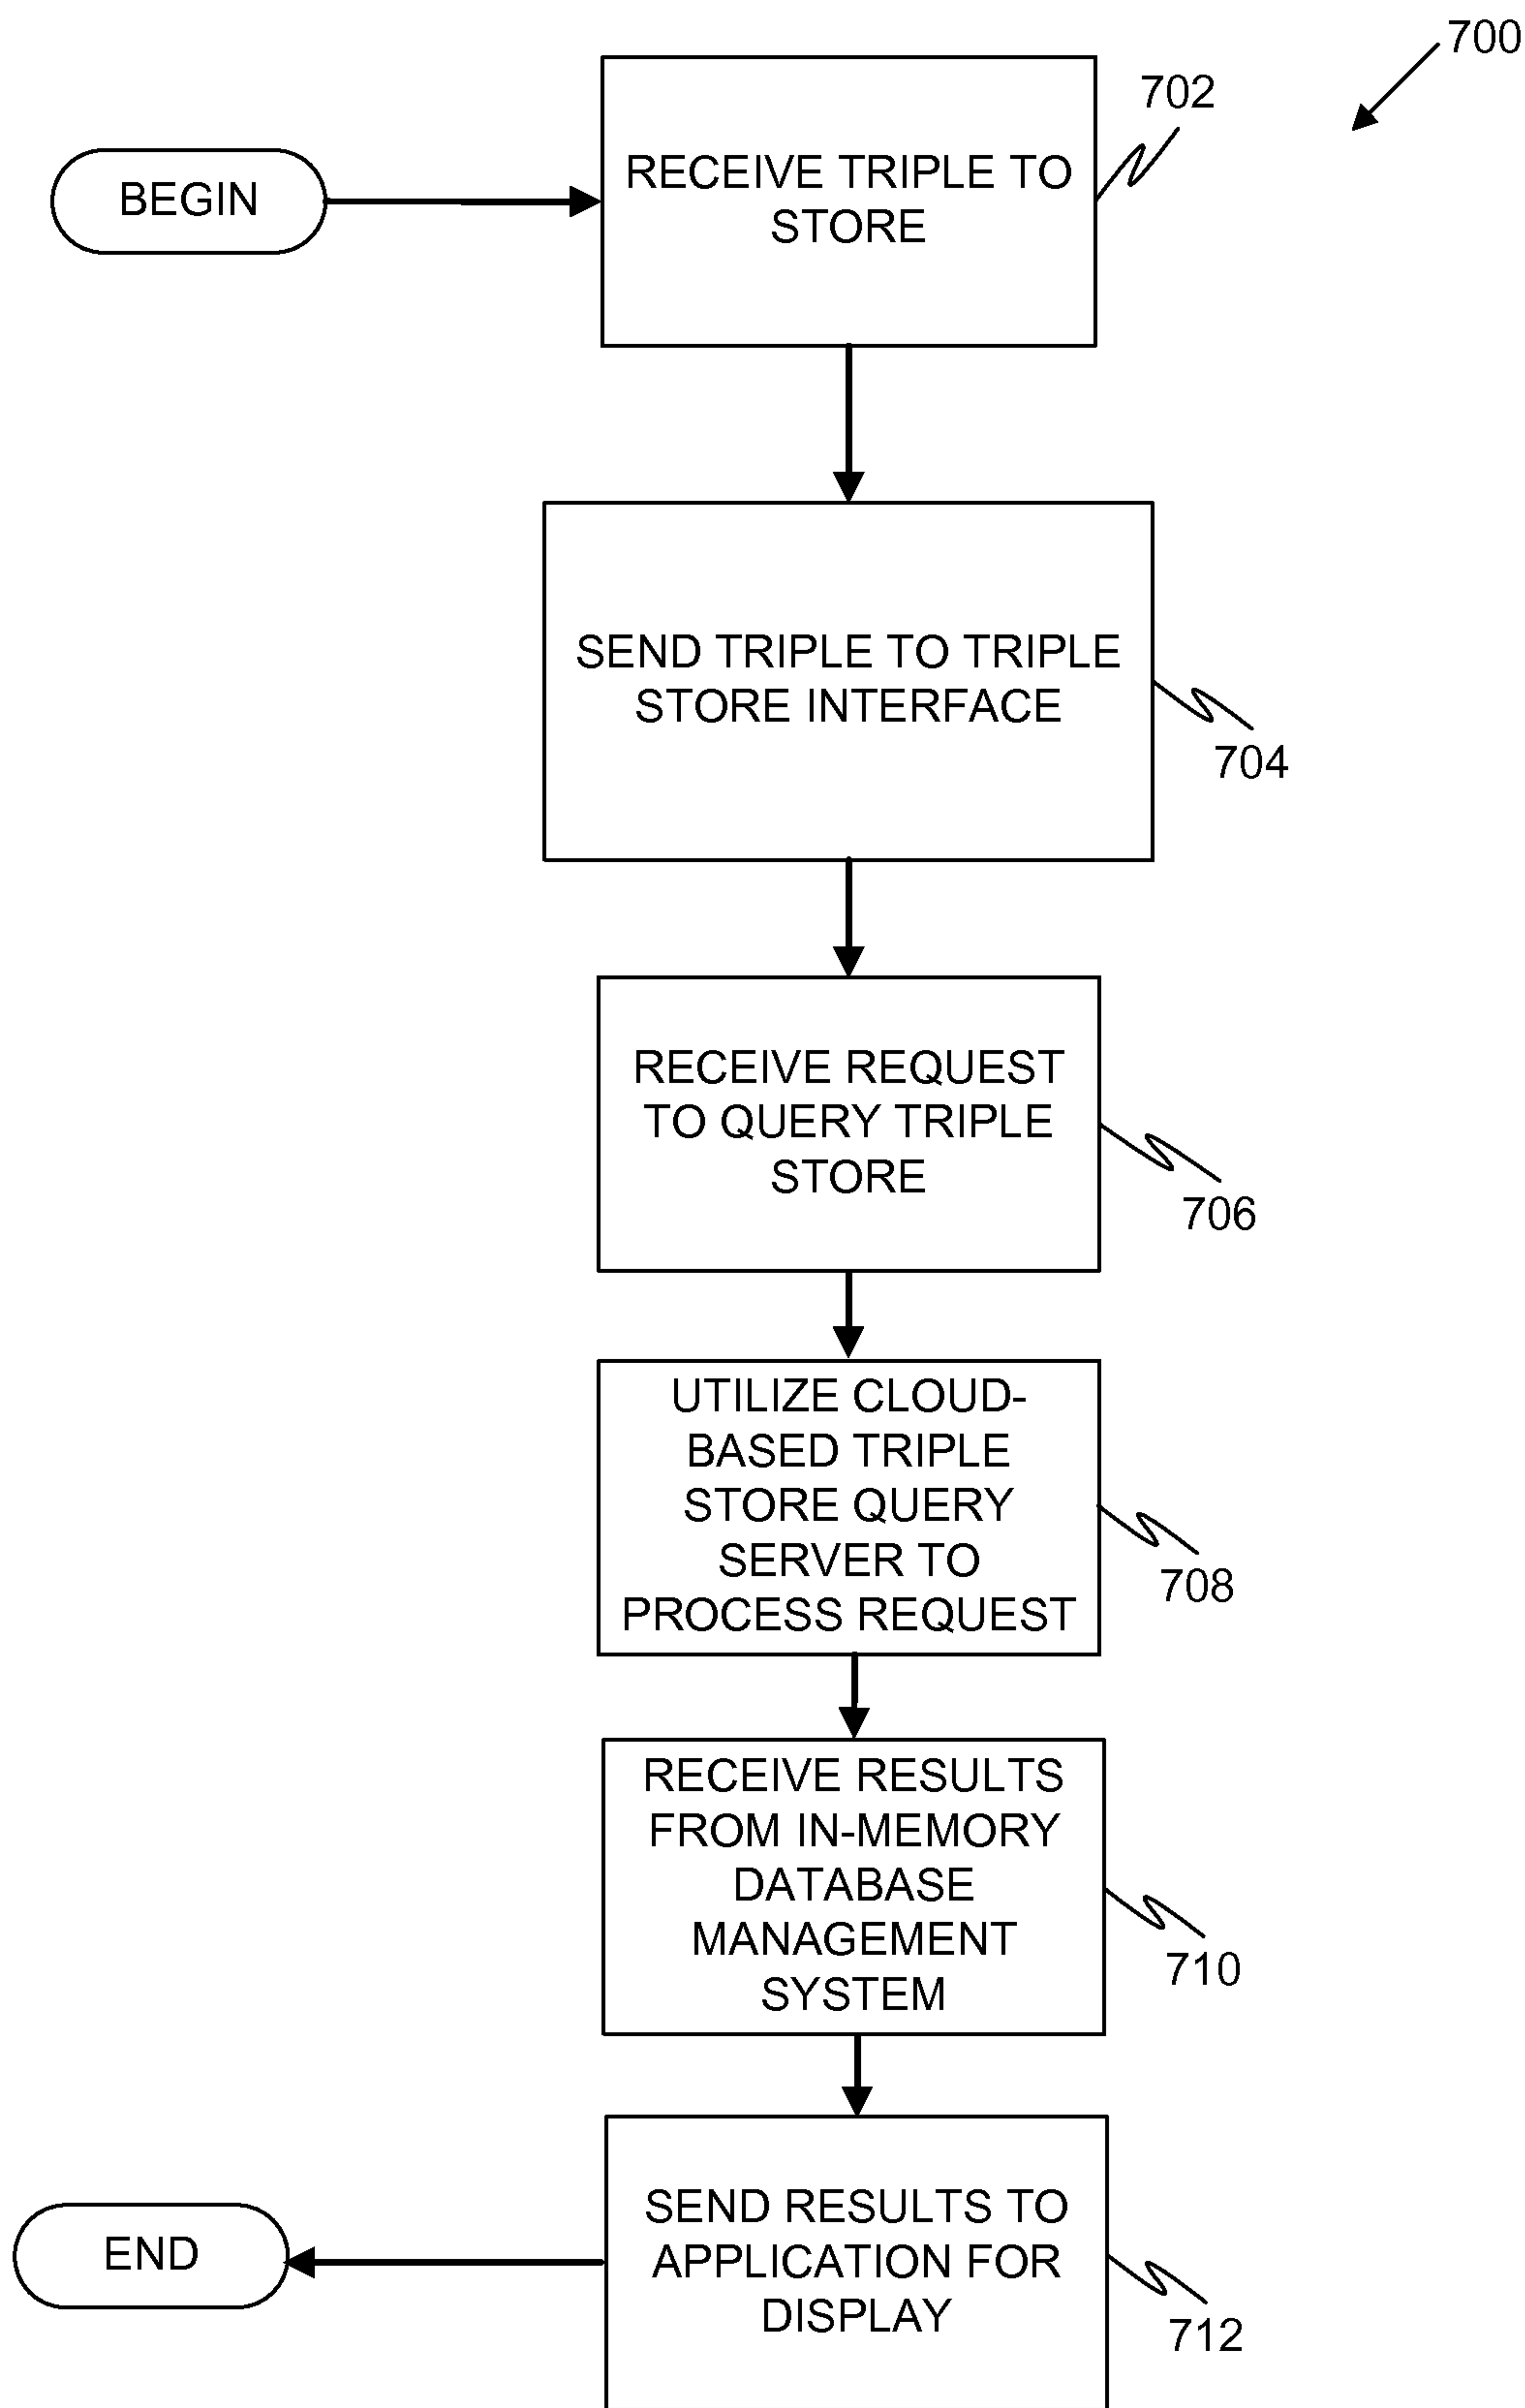 700
702
BEGIN
RECEIVE TRIPLE TO
STORE
SEND TRIPLE TO TRIPLE
STORE INTERFACE
704
RECEIVE REQUEST
TO QUERY TRIPLE
STORE
706
UTILIZE CLOUD-
BASED TRIPLE
STORE QUERY
SERVER TO
PROCESS REQUEST
708
RECEIVE RESULTS
FROM IN-MEMORY
DATABASE
MANAGEMENT
SYSTEM
710
SEND RESULTS TO
APPLICATION FOR
DISPLAY
END
712